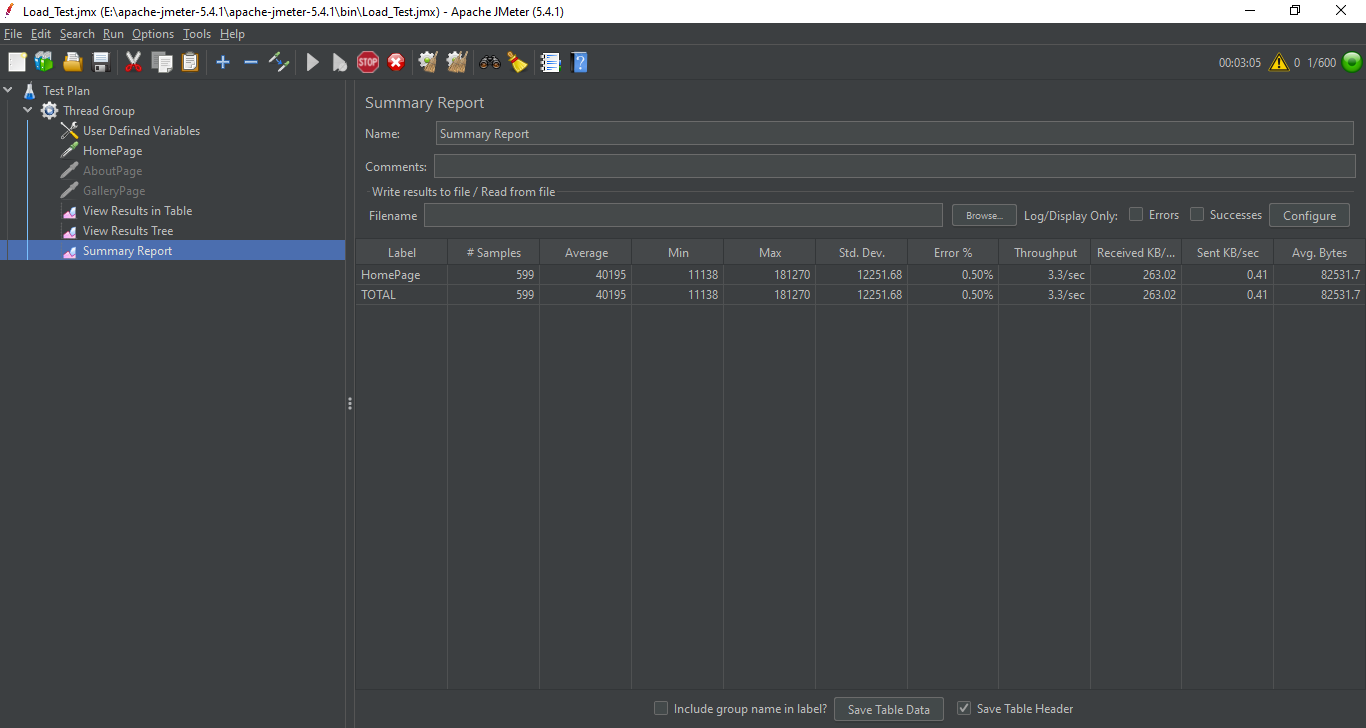 Load_Test.jmx (E:\apache-jmeter-5.4.1\apache-jmeter-5.4.1\bin\Load_Test.jmx) - Apache JMeter (5.4.1)
File Edit Search Run Options Tools Help
STOP 00:03:05 0 1/600
Test Plan
Thread Group
User Defined Variables
HomePage
AboutPage
GalleryPage
View Results in Table
View Results Tree
Summary Report
Summary Report
Name: Summary Report
Comments:
Write results to file / Read from file
Filename Browse... Log/Display Only: Errors Successes Configure
Label # Samples Average Min Max Std. Dev. Error % Throughput Received KB/... Sent KB/sec Avg. Bytes
HomePage 599 40195 11138 181270 12251.68 0.50% 3.3/sec 263.02 0.41 82531.7
TOTAL 599 40195 11138 181270 12251.68 0.50% 3.3/sec 263.02 0.41 82531.7
Include group name in label? Save Table Data Save Table Header